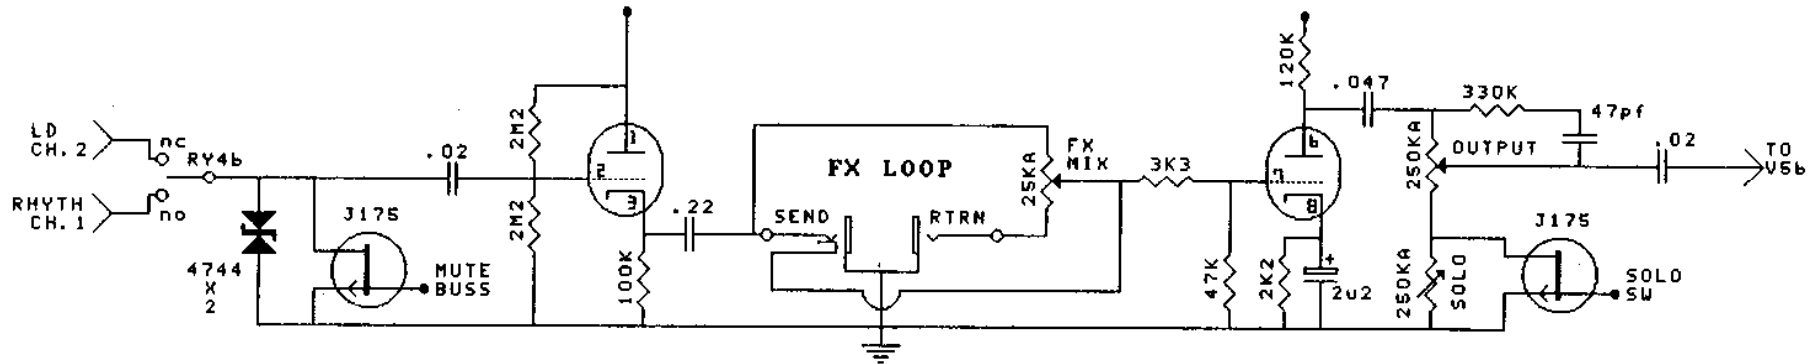 LD
CH.2
nc
RY4b
RHYTH
CH.1
no
4744
X
2
J175
MUTE
BUSS
.02
2M2
2M2
1
2
3
100K
.22
SEND
FX LOOP
RTRN
25KA
FX
MIX
3K3
47K
120K
6
7
8
2K2
+
2u2
.047
330K
47pf
250KA
OUTPUT
.02
TO
V5b
250KA
SOLO
J175
SOLO
SW